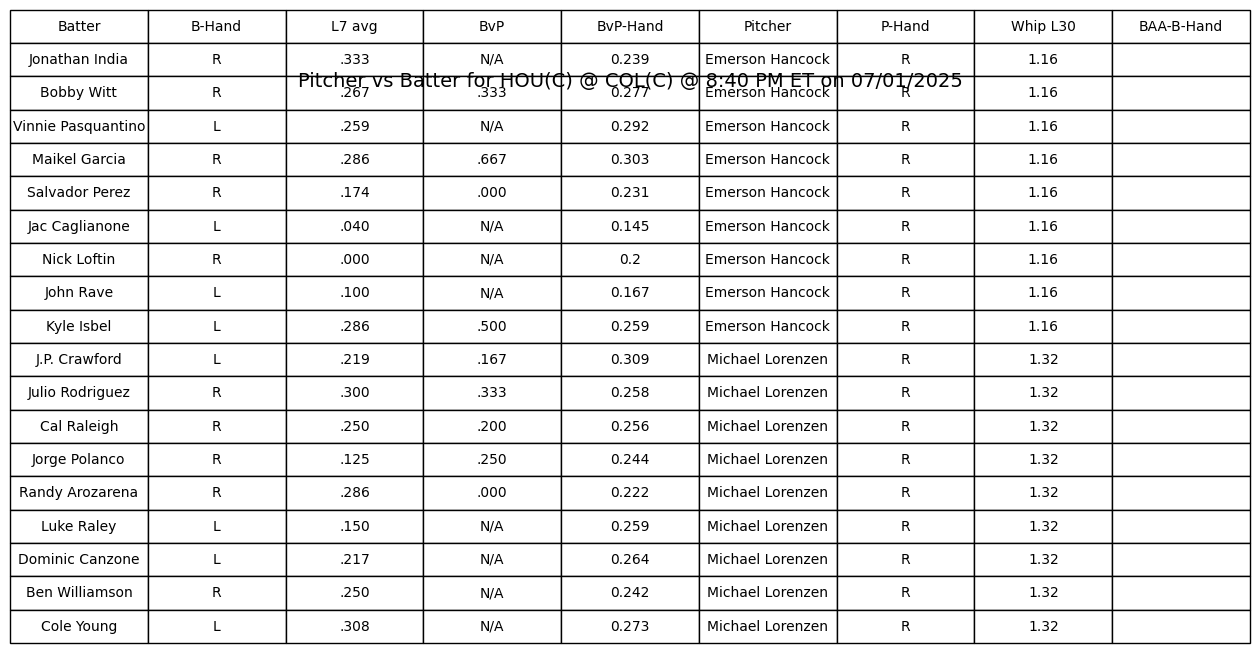 Batter B-Hand L7 avg BvP BvP-Hand Pitcher P-Hand Whip L30 BAA-B-Hand
Jonathan India R .333 N/A 0.239 Emerson Hancock R 1.16
Pitcher vs Batter for HOU(C) @ COL(C) @ 8:40 PM ET on 07/01/2025
Bobby Witt R .267 .333 0.277 Emerson Hancock R 1.16
Vinnie Pasquantino L .259 N/A 0.292 Emerson Hancock R 1.16
Maikel Garcia R .286 .667 0.303 Emerson Hancock R 1.16
Salvador Perez R .174 .000 0.231 Emerson Hancock R 1.16
Jac Caglianone L .040 N/A 0.145 Emerson Hancock R 1.16
Nick Loftin R .000 N/A 0.2 Emerson Hancock R 1.16
John Rave L .100 N/A 0.167 Emerson Hancock R 1.16
Kyle Isbel L .286 .500 0.259 Emerson Hancock R 1.16
J.P. Crawford L .219 .167 0.309 Michael Lorenzen R 1.32
Julio Rodriguez R .300 .333 0.258 Michael Lorenzen R 1.32
Cal Raleigh R .250 .200 0.256 Michael Lorenzen R 1.32
Jorge Polanco R .125 .250 0.244 Michael Lorenzen R 1.32
Randy Arozarena R .286 .000 0.222 Michael Lorenzen R 1.32
Luke Raley L .150 N/A 0.259 Michael Lorenzen R 1.32
Dominic Canzone L .217 N/A 0.264 Michael Lorenzen R 1.32
Ben Williamson R .250 N/A 0.242 Michael Lorenzen R 1.32
Cole Young L .308 N/A 0.273 Michael Lorenzen R 1.32